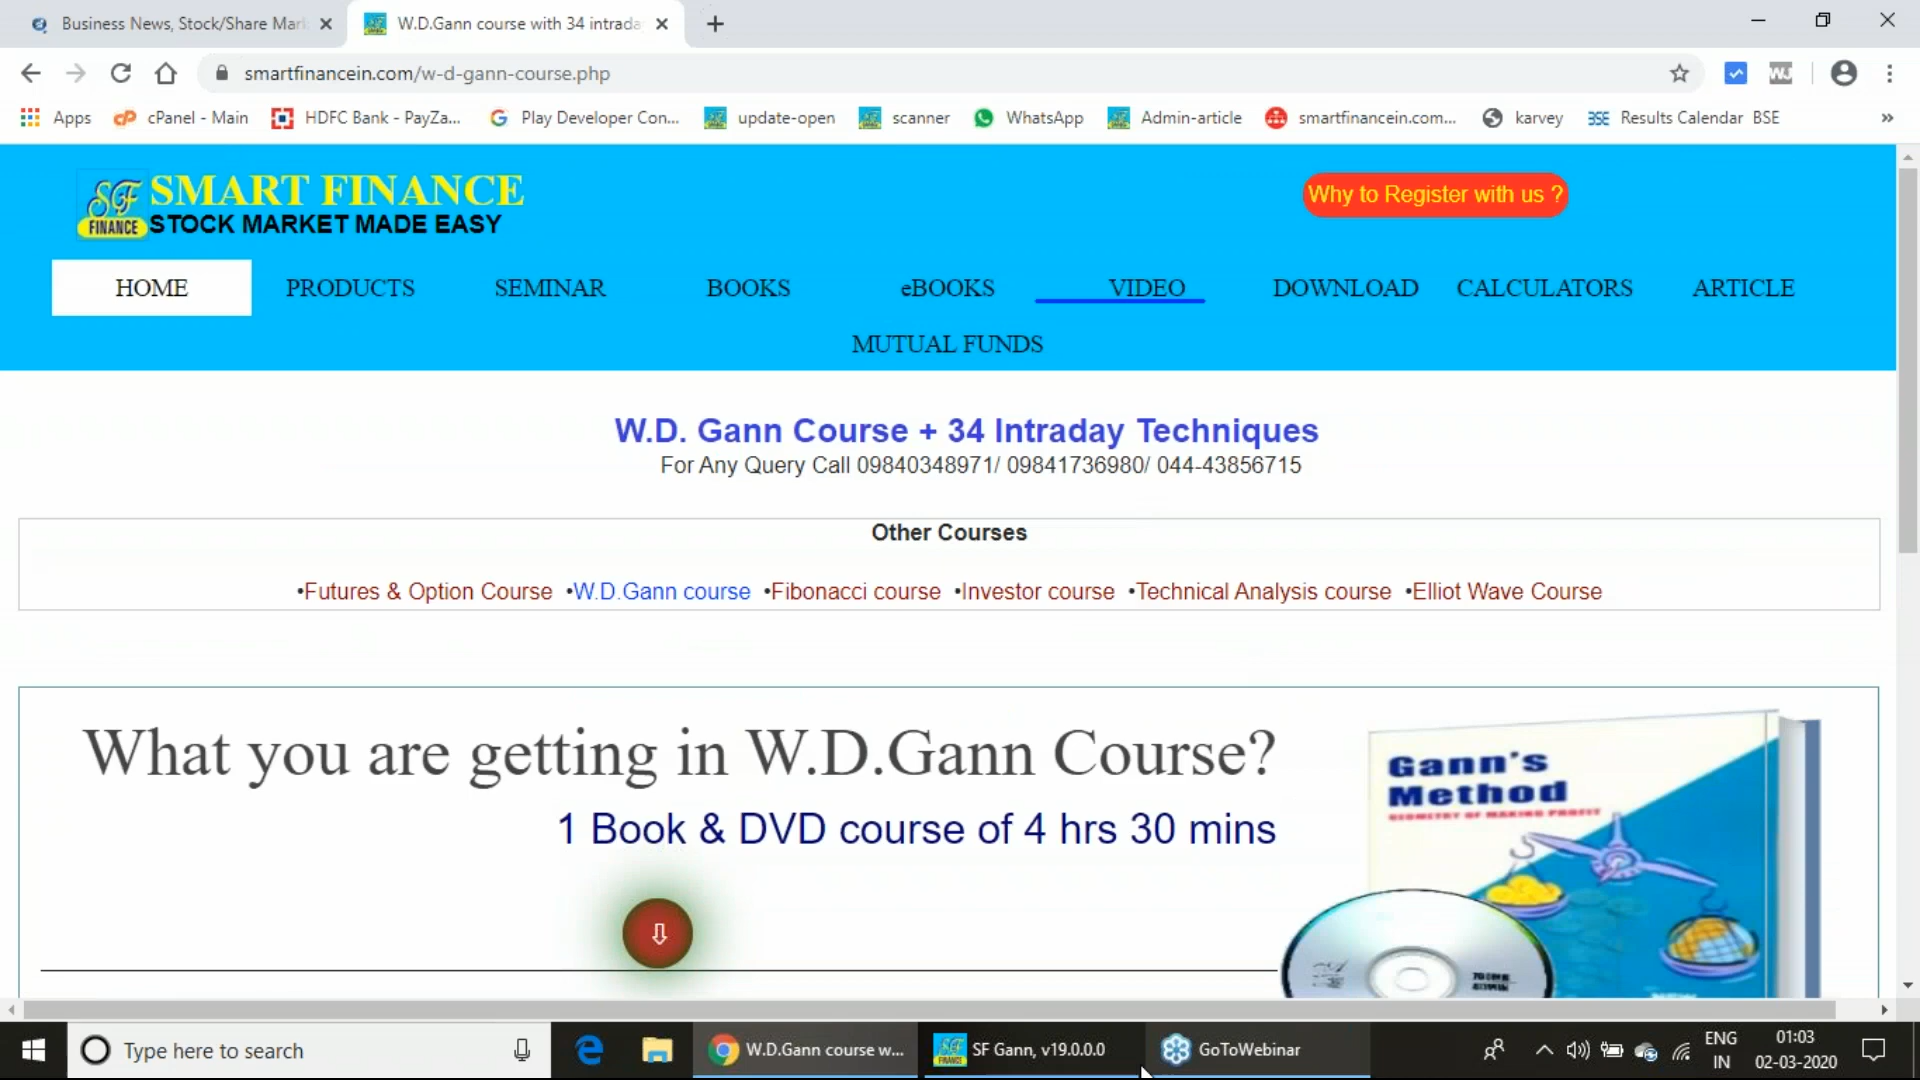 Business News, Stock/Share Mar
W.D.Gann course with 34 intrada
smartfinancein.com/w-d-gann-course.php
Apps
cPanel - Main
HDFC Bank - PayZa...
Play Developer Con...
update-open
scanner
WhatsApp
Admin-article
smartfinancein.com...
karvey
BSE Results Calendar BSE
SF
FINANCE
SMART FINANCE
STOCK MARKET MADE EASY
Why to Register with us ?
HOME
PRODUCTS
SEMINAR
BOOKS
eBOOKS
VIDEO
DOWNLOAD
CALCULATORS
ARTICLE
MUTUAL FUNDS
W.D. Gann Course + 34 Intraday Techniques
For Any Query Call 09840348971/ 09841736980/ 044-43856715
Other Courses
•Futures & Option Course •W.D.Gann course •Fibonacci course •Investor course •Technical Analysis course •Elliot Wave Course
What you are getting in W.D.Gann Course?
1 Book & DVD course of 4 hrs 30 mins
Gann's
Method
GEOMETRY OF MAKING PROFIT
Type here to search
W.D.Gann course w...
SF Gann, v19.0.0.0
GoToWebinar
ENG
IN
01:03
02-03-2020